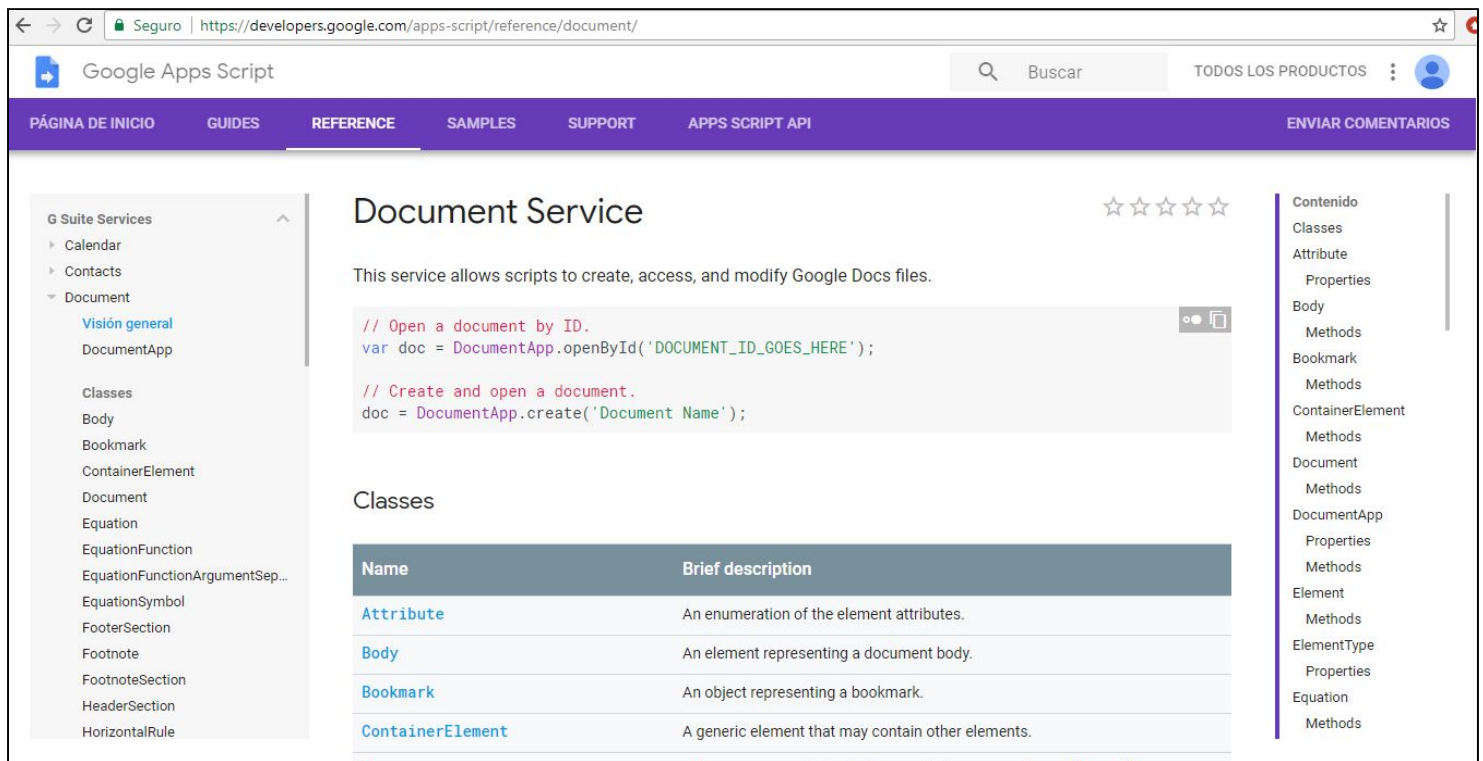 Seguro | https://developers.google.com/apps-script/reference/document/
Google Apps Script
Buscar
TODOS LOS PRODUCTOS
PÁGINA DE INICIO GUIDES REFERENCE SAMPLES SUPPORT APPS SCRIPT API ENVIAR COMENTARIOS
G Suite Services
Calendar
Contacts
Document
Visión general
DocumentApp
Classes
Body
Bookmark
ContainerElement
Document
Equation
EquationFunction
EquationFunctionArgumentSep...
EquationSymbol
FooterSection
Footnote
FootnoteSection
HeaderSection
HorizontalRule
Document Service
This service allows scripts to create, access, and modify Google Docs files.
// Open a document by ID.
var doc = DocumentApp.openById('DOCUMENT_ID_GOES_HERE');
// Create and open a document.
doc = DocumentApp.create('Document Name');
Classes
Name Brief description
Attribute An enumeration of the element attributes.
Body An element representing a document body.
Bookmark An object representing a bookmark.
ContainerElement A generic element that may contain other elements.
Contenido
Classes
Attribute
Properties
Body
Methods
Bookmark
Methods
ContainerElement
Methods
Document
Methods
DocumentApp
Properties
Methods
Element
Methods
ElementType
Properties
Equation
Methods